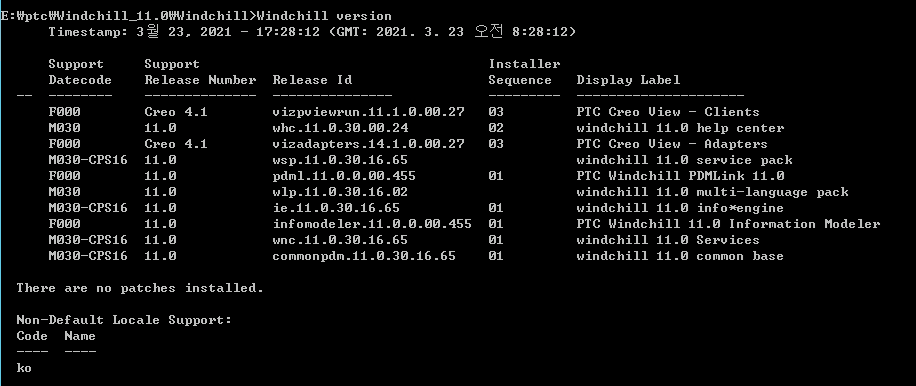 E:₩ptc₩Windchill_11.0₩Windchill>Windchill version
Timestamp: 3월 23, 2021 - 17:28:12 (GMT: 2021. 3. 23 오전 8:28:12)
Support Support Installer
Datecode Release Number Release Id Sequence Display Label
-- -------- -------------- --------------- --------- ---------------------
F000 Creo 4.1 vizpviewrun.11.1.0.00.27 03 PTC Creo View - Clients
M030 11.0 whc.11.0.30.00.24 02 windchill 11.0 help center
F000 Creo 4.1 vizadapters.14.1.0.00.27 03 PTC Creo View - Adapters
M030-CPS16 11.0 wsp.11.0.30.16.65 windchill 11.0 service pack
F000 11.0 pdml.11.0.0.00.455 01 PTC Windchill PDMLink 11.0
M030 11.0 wlp.11.0.30.16.02 windchill 11.0 multi-language pack
M030-CPS16 11.0 ie.11.0.30.16.65 01 windchill 11.0 info*engine
F000 11.0 infomodeler.11.0.0.00.455 01 PTC Windchill 11.0 Information Modeler
M030-CPS16 11.0 wnc.11.0.30.16.65 01 windchill 11.0 Services
M030-CPS16 11.0 commonpdm.11.0.30.16.65 01 windchill 11.0 common base
There are no patches installed.
Non-Default Locale Support:
Code Name
---- ----
ko